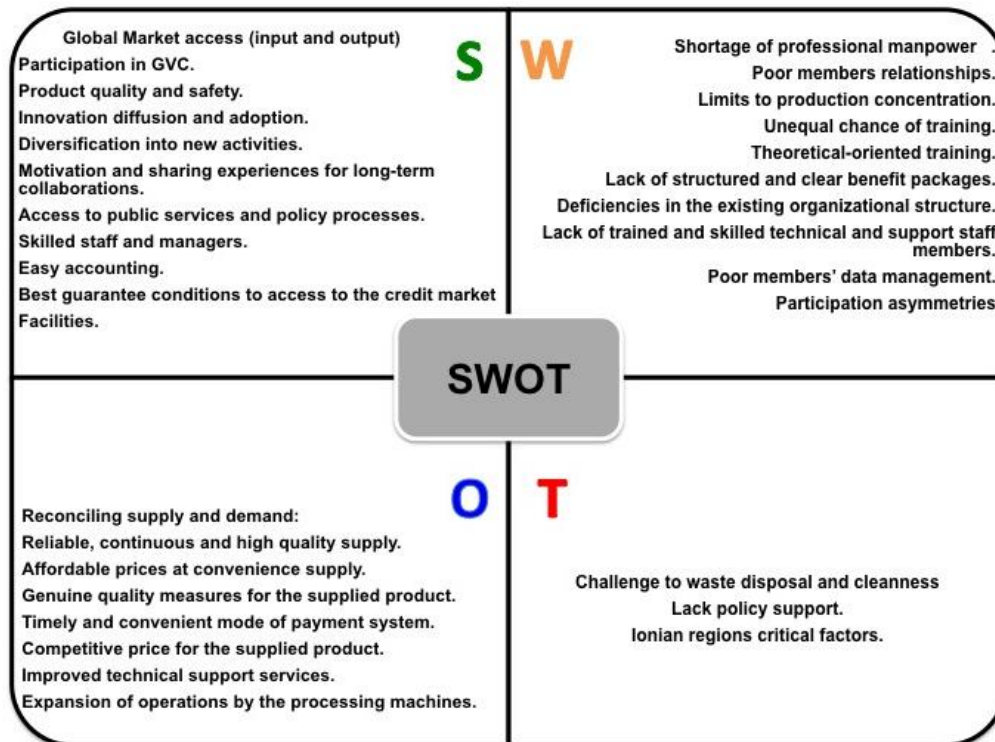 Global Market access (input and output)
Participation in GVC.
Product quality and safety.
Innovation diffusion and adoption.
Diversification into new activities.
Motivation and sharing experiences for long-term
collaborations.
Access to public services and policy processes.
Skilled staff and managers.
Easy accounting.
Best guarantee conditions to access to the credit market
Facilities.
S
W
Shortage of professional manpower .
Poor members relationships.
Limits to production concentration.
Unequal chance of training.
Theoretical-oriented training.
Lack of structured and clear benefit packages.
Deficiencies in the existing organizational structure.
Lack of trained and skilled technical and support staff
members.
Poor members’ data management.
Participation asymmetries
SWOT
O
Reconciling supply and demand:
Reliable, continuous and high quality supply.
Affordable prices at convenience supply.
Genuine quality measures for the supplied product.
Timely and convenient mode of payment system.
Competitive price for the supplied product.
Improved technical support services.
Expansion of operations by the processing machines.
T
Challenge to waste disposal and cleanness
Lack policy support.
Ionian regions critical factors.